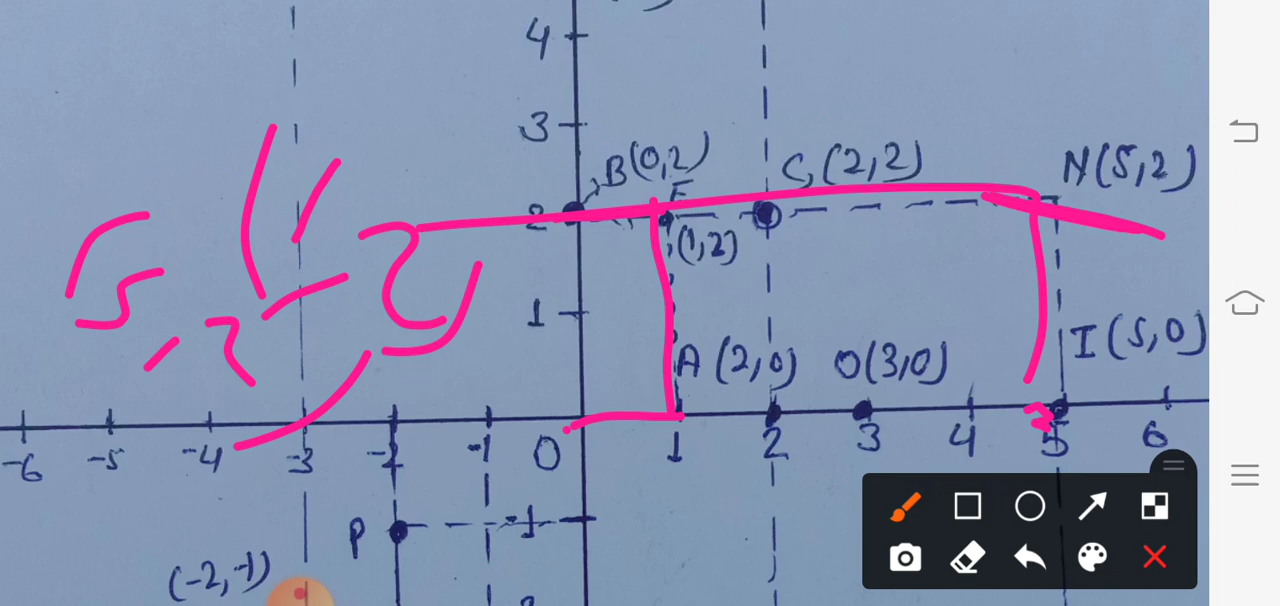 4
3
B(0,2)
C(2,2)
N(5,2)
(1,2)
2
F
(1,2)
(5,2)
1
A(2,0)
O(3,0)
I(5,0)
-6 -5 -4 -3 -2 -1 0 1 2 3 4 5 6
P
-1
(-2,-1)